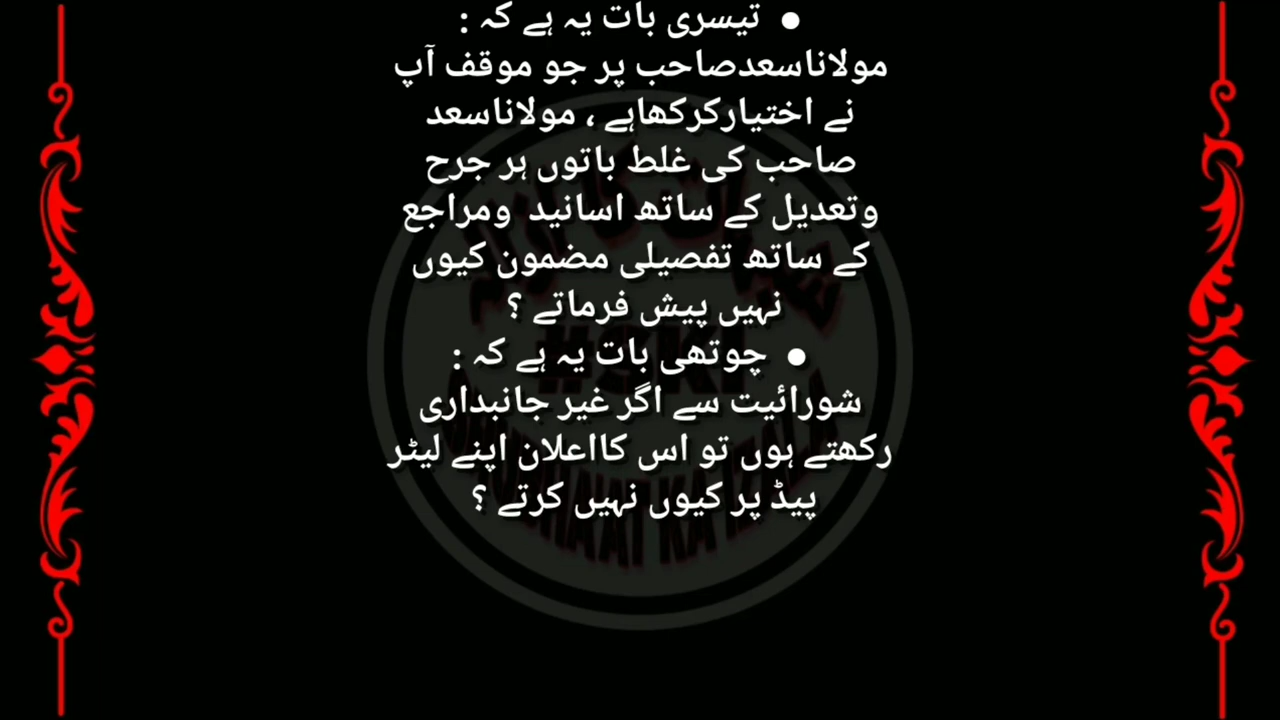 ● تیسری بات یہ ہے کہ :
مولاناسعدصاحب پر جو موقف آپ
نے اختیارکرکھاہے ، مولاناسعد
صاحب کی غلط باتوں ہر جرح
وتعدیل کے ساتھ اسانید ومراجع
کے ساتھ تفصیلی مضمون کیوں
نہیں پیش فرماتے ؟
● چوتھی بات یہ ہے کہ :
شورائیت سے اگر غیر جانبداری
رکھتے ہوں تو اس کااعلان اپنے لیٹر
پیڈ پر کیوں نہیں کرتے ؟